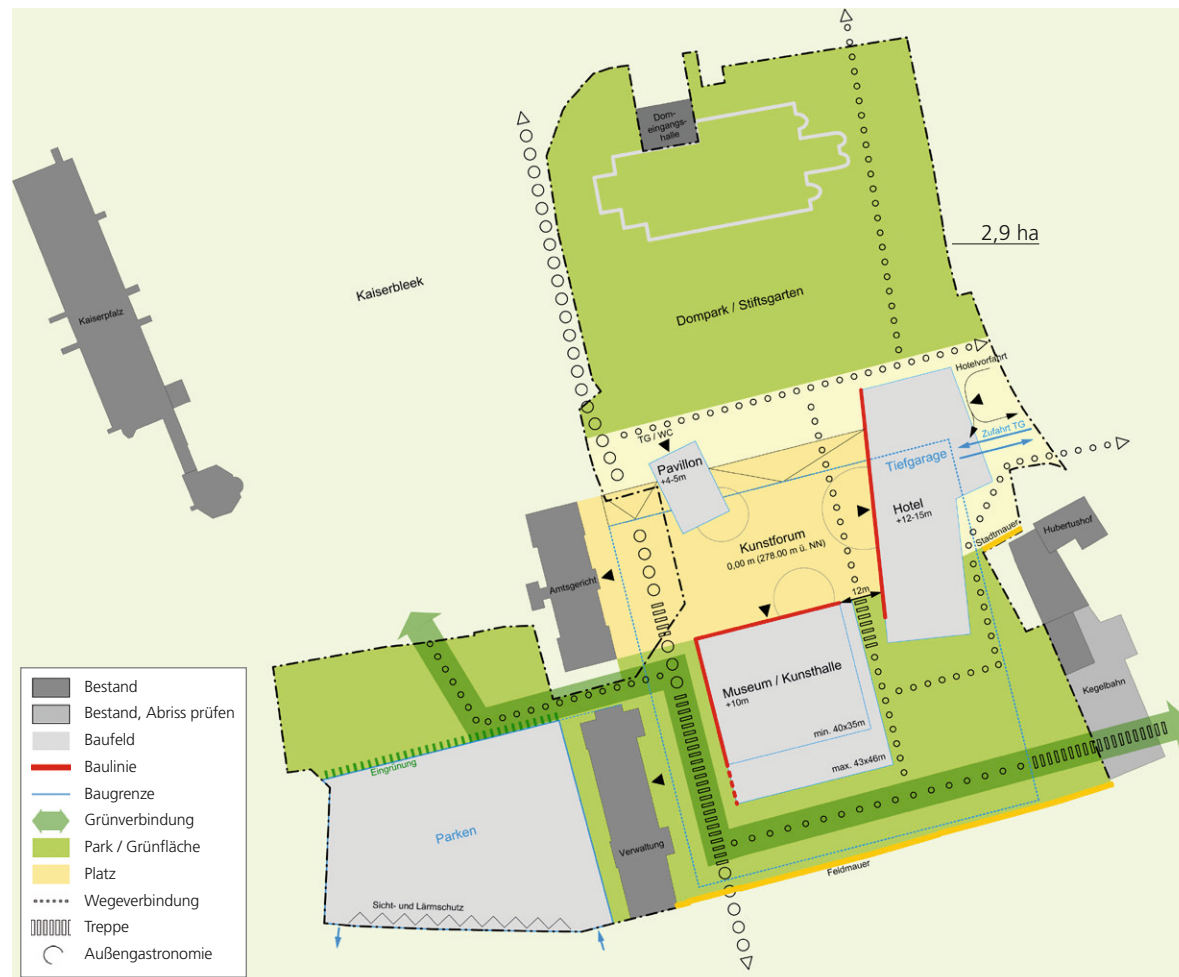 Dom-
eingangs-
halle
2,9 ha
Kaiserbleek
Dompark / Stiftsgarten
Kaiserpfalz
Hotelvorfahrt
TG / WC
Zufahrt TG
Pavillon
+4-5m
Tiefgarage
Hotel
+12-15m
Stadtmauer
Hubertushof
Kunstforum
0,00 m (278.00 m ü. NN)
Amtsgericht
12m
Museum / Kunsthalle
+10m
min. 40x35m
max. 43x46m
Kegelbahn
Eingrünung
Parken
Verwaltung
Feldmauer
Sicht- und Lärmschutz
Bestand
Bestand, Abriss prüfen
Baufeld
Baulinie
Baugrenze
Grünverbindung
Park / Grünfläche
Platz
Wegeverbindung
Treppe
Außengastronomie